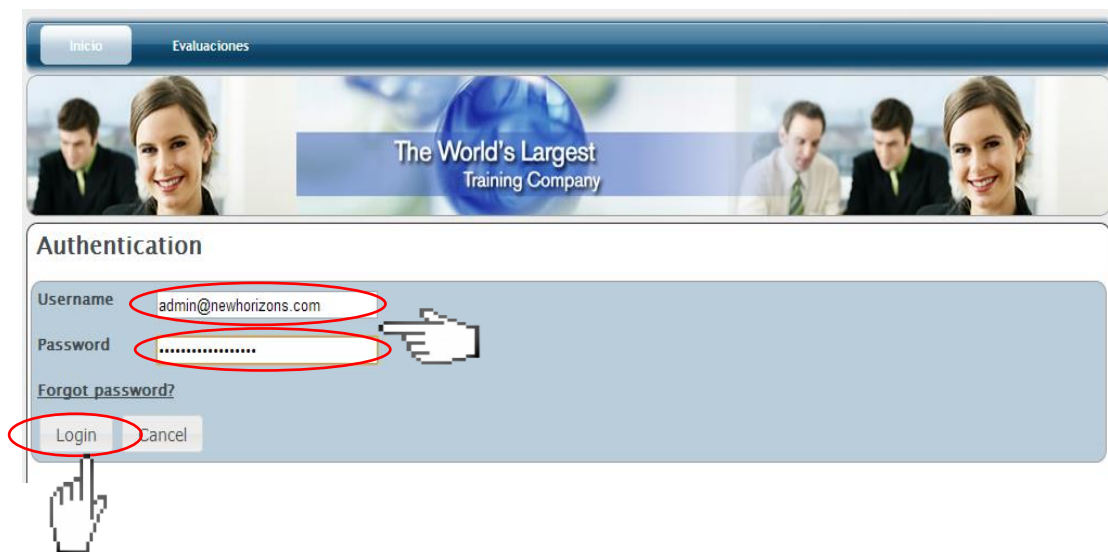 Inicio Evaluaciones
The World's Largest
Training Company
Authentication
Username admin@newhorizons.com
Password ••••••••••••••••••
Forgot password?
Login Cancel